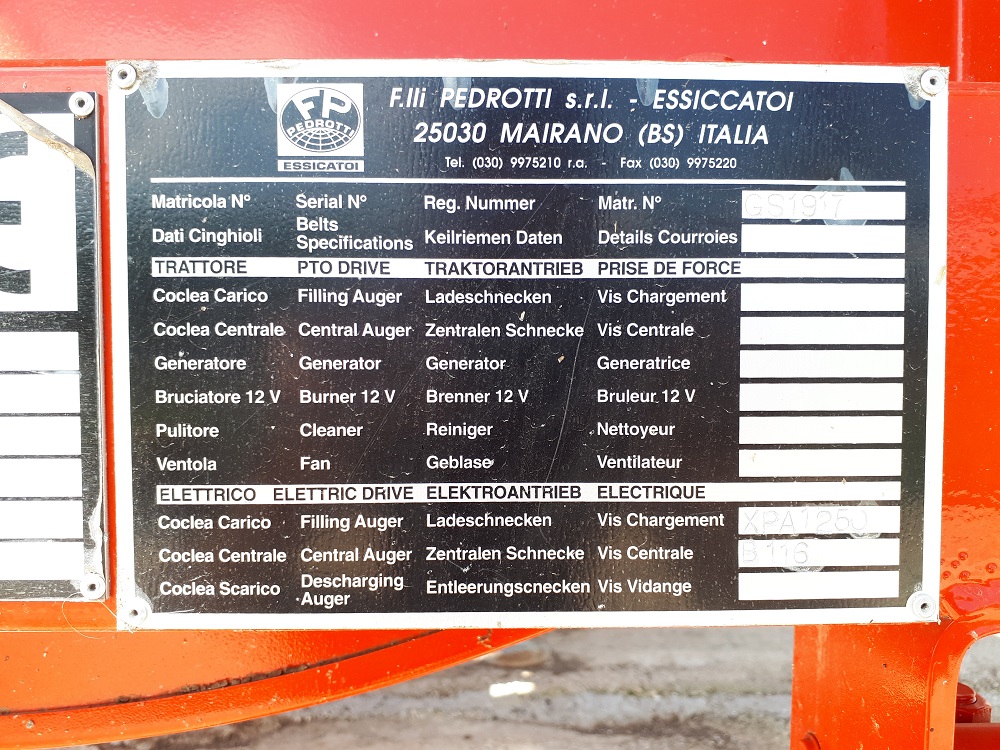 FP
PEDROTTI
ESSICATOI
F.lli PEDROTTI s.r.l. - ESSICCATOI
25030 MAIRANO (BS) ITALIA
Tel. (030) 9975210 r.a. - Fax (030) 9975220
Matricola N° Serial N° Reg. Nummer Matr. N° GS1917
Dati Cinghioli Belts Specifications Keilriemen Daten Details Courroies
TRATTORE PTO DRIVE TRAKTORANTRIEB PRISE DE FORCE
Coclea Carico Filling Auger Ladeschnecken Vis Chargement
Coclea Centrale Central Auger Zentralen Schnecke Vis Centrale
Generatore Generator Generator Generatrice
Bruciatore 12 V Burner 12 V Brenner 12 V Bruleur 12 V
Pulitore Cleaner Reiniger Nettoyeur
Ventola Fan Geblase Ventilateur
ELETTRICO ELETTRIC DRIVE ELEKTROANTRIEB ELECTRIQUE
Coclea Carico Filling Auger Ladeschnecken Vis Chargement XPA1250
Coclea Centrale Central Auger Zentralen Schnecke Vis Centrale B116
Coclea Scarico Descharging Auger Entleerungscnecken Vis Vidange